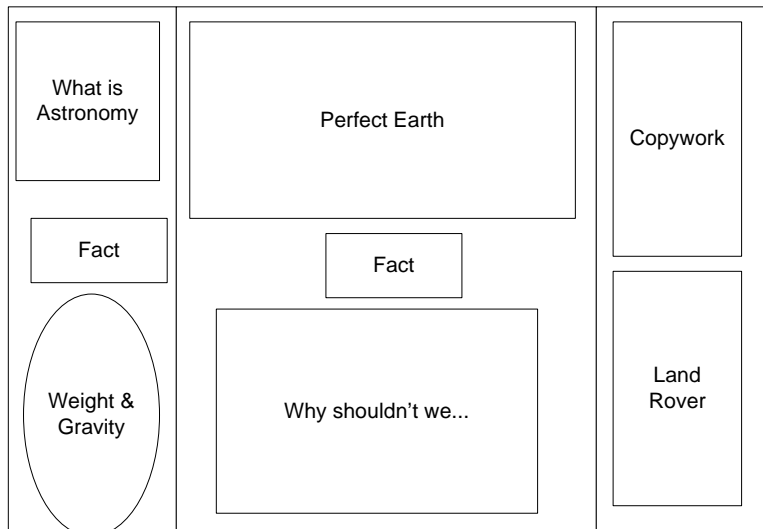 What is
Astronomy
Fact
Weight &
Gravity
Perfect Earth
Fact
Why shouldn’t we...
Copywork
Land
Rover